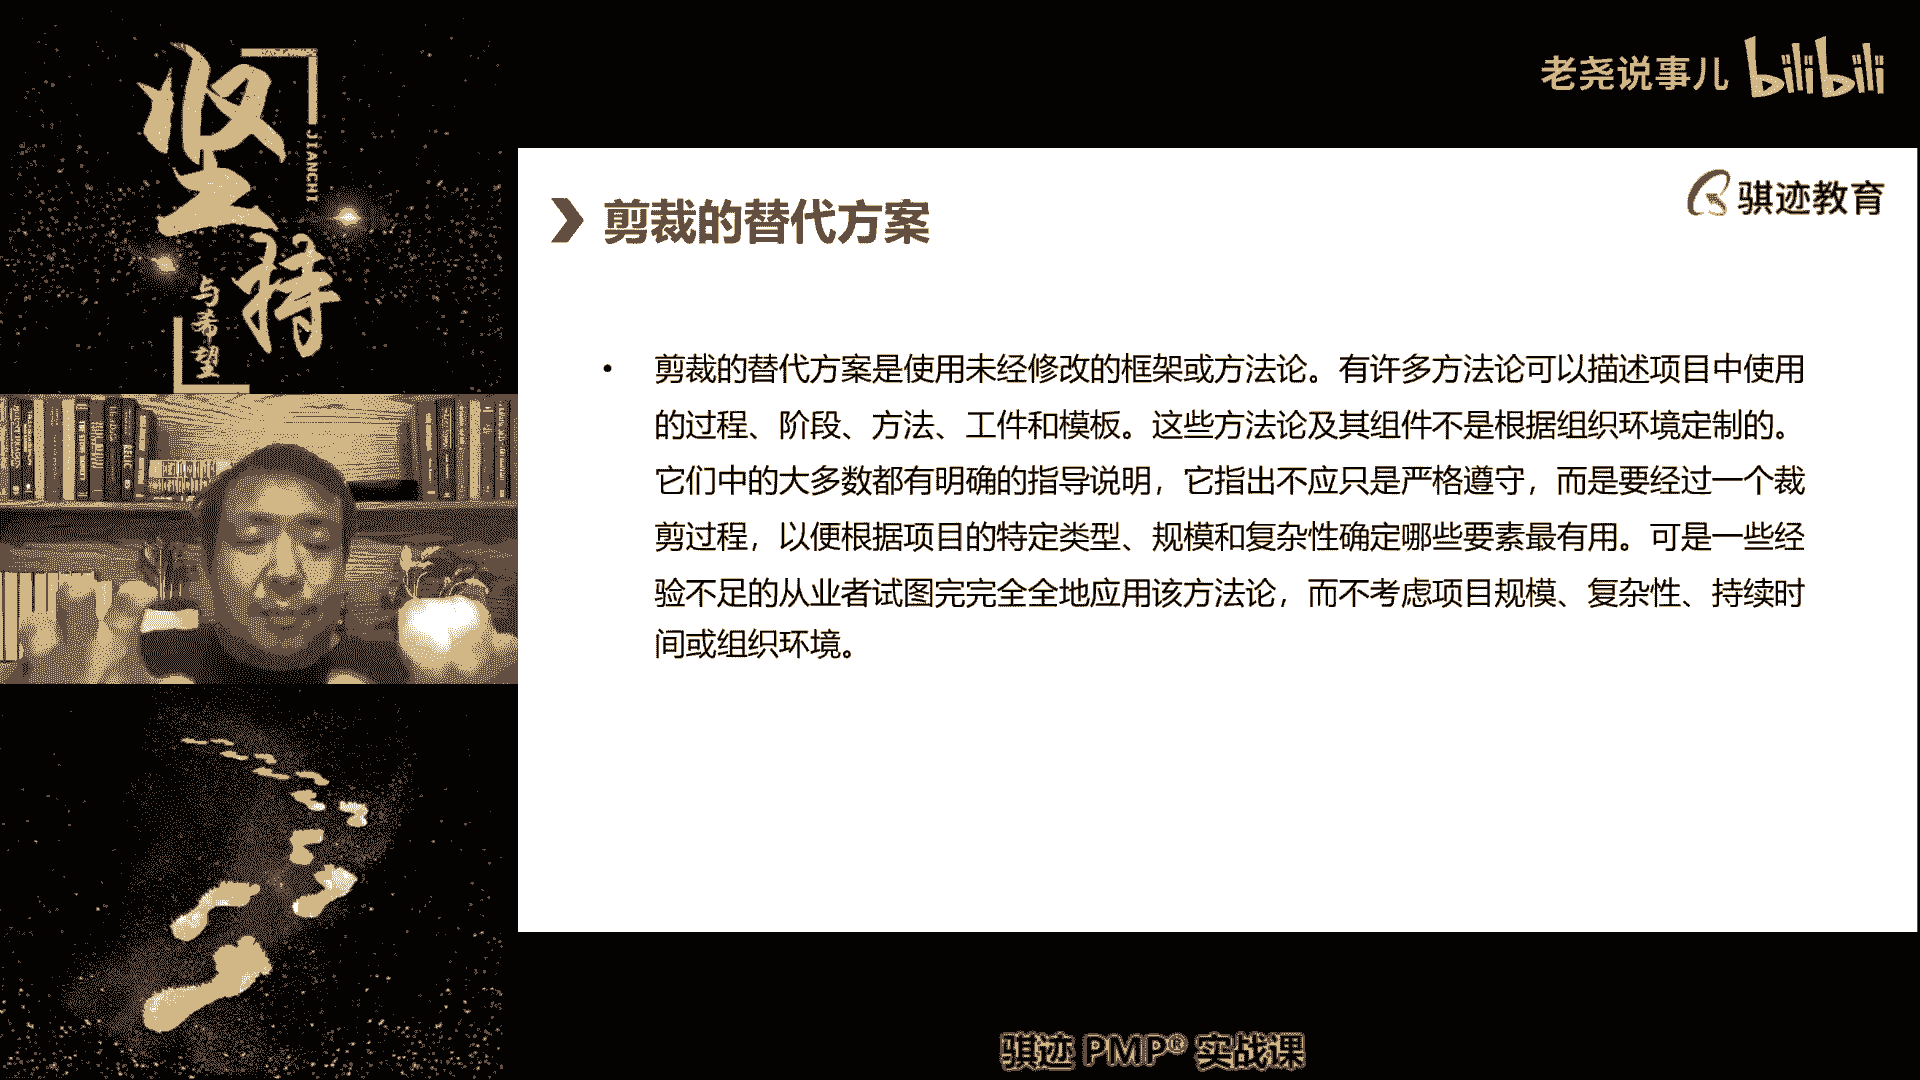 坚持
JIANCHI
与希望
老尧说事儿 bilibili
骐迹教育
剪裁的替代方案
• 剪裁的替代方案是使用未经修改的框架或方法论。有许多方法论可以描述项目中使用
的过程、阶段、方法、工件和模板。这些方法论及其组件不是根据组织环境定制的。
它们中的大多数都有明确的指导说明，它指出不应只是严格遵守，而是要经过一个裁
剪过程，以便根据项目的特定类型、规模和复杂性确定哪些要素最有用。可是一些经
验不足的从业者试图完完全全地应用该方法论，而不考虑项目规模、复杂性、持续时
间或组织环境。
骐迹 PMP® 实战课